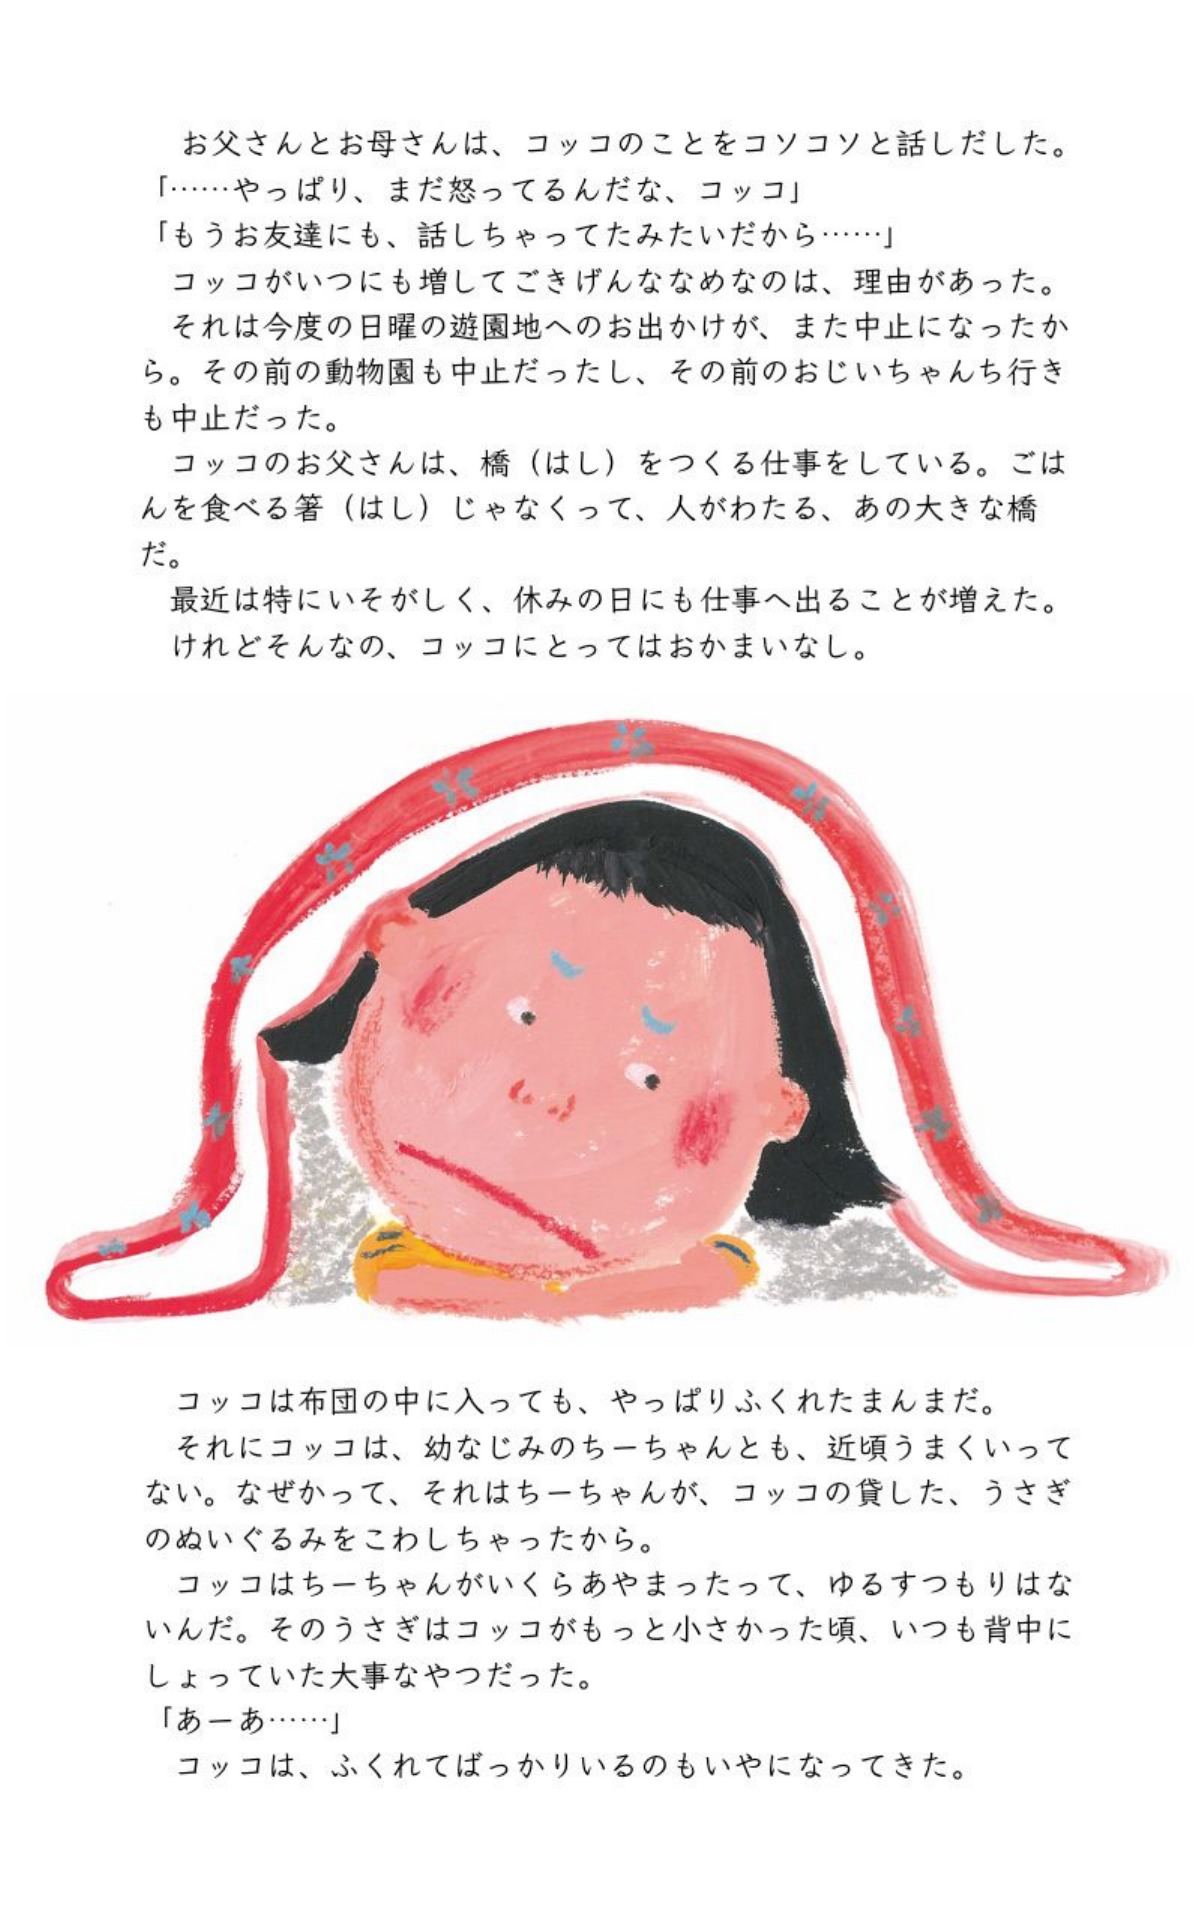 お父さんとお母さんは、コッコのことをコソコソと話しだした。
「……やっぱり、まだ怒ってるんだな、コッコ」
「もうお友達にも、話しちゃってたみたいだから……」
コッコがいつにも増してごきげんななめなのは、理由があった。
それは今度の日曜の遊園地へのお出かけが、また中止になったか
ら。その前の動物園も中止だったし、その前のおじいちゃんち行き
も中止だった。
コッコのお父さんは、橋（はし）をつくる仕事をしている。ごは
んを食べる箸（はし）じゃなくって、人がわたる、あの大きな橋
だ。
最近は特にいそがしく、休みの日にも仕事へ出ることが増えた。
けれどそんなの、コッコにとってはおかまいなし。
コッコは布団の中に入っても、やっぱりふくれたまんまだ。
それにコッコは、幼なじみのちーちゃんとも、近頃うまくいって
ない。なぜかって、それはちーちゃんが、コッコの貸した、うさぎ
のぬいぐるみをこわしちゃったから。
コッコはちーちゃんがいくらあやまったって、ゆるすつもりはな
いんだ。そのうさぎはコッコがもっと小さかった頃、いつも背中に
しょっていた大事なやつだった。
「あーあ……」
コッコは、ふくれてばっかりいるのもいやになってきた。